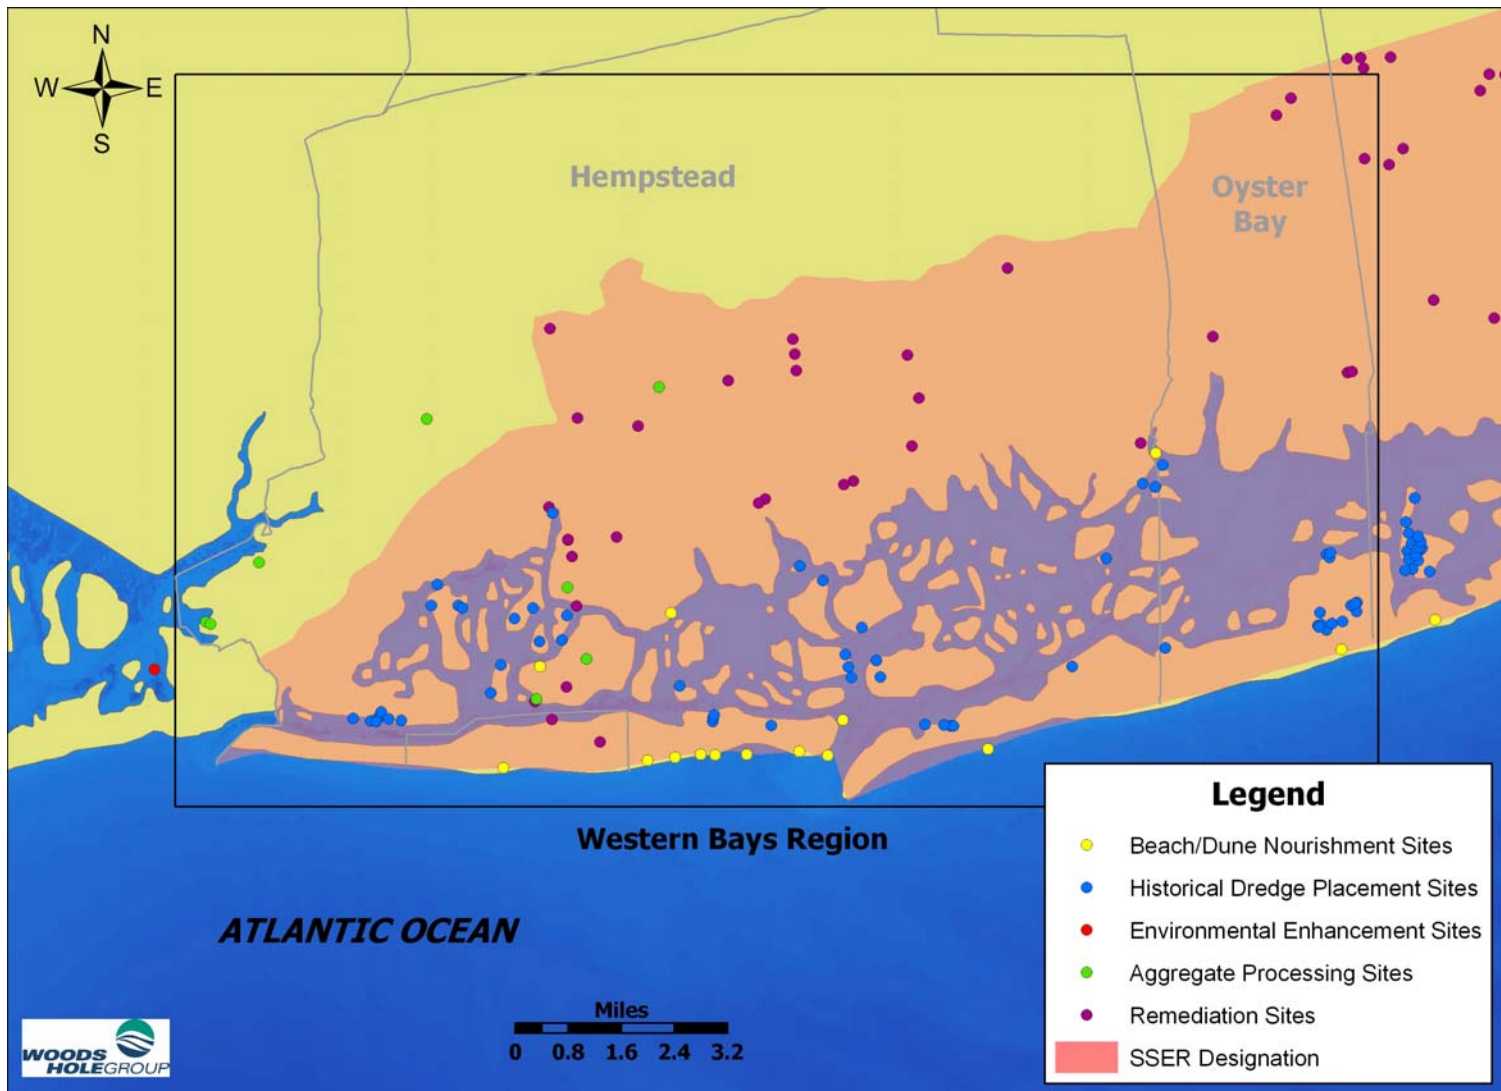 N
W
E
S
Hempstead
Oyster
Bay
Western Bays Region
ATLANTIC OCEAN
Miles
0 0.8 1.6 2.4 3.2
WOODS
HOLEGROUP
Legend
Beach/Dune Nourishment Sites
Historical Dredge Placement Sites
Environmental Enhancement Sites
Aggregate Processing Sites
Remediation Sites
SSER Designation